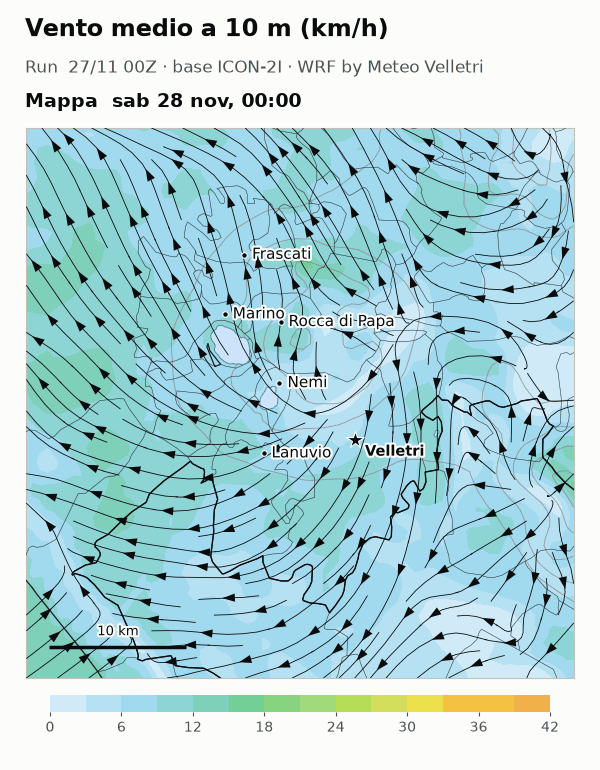 Vento medio a 10 m (km/h)
Run 27/11 00Z · base ICON-2I · WRF by Meteo Velletri
Mappa sab 28 nov, 00:00
Frascati
Marino
Rocca di Papa
Nemi
Velletri
Lanuvio
10 km
0 6 12 18 24 30 36 42